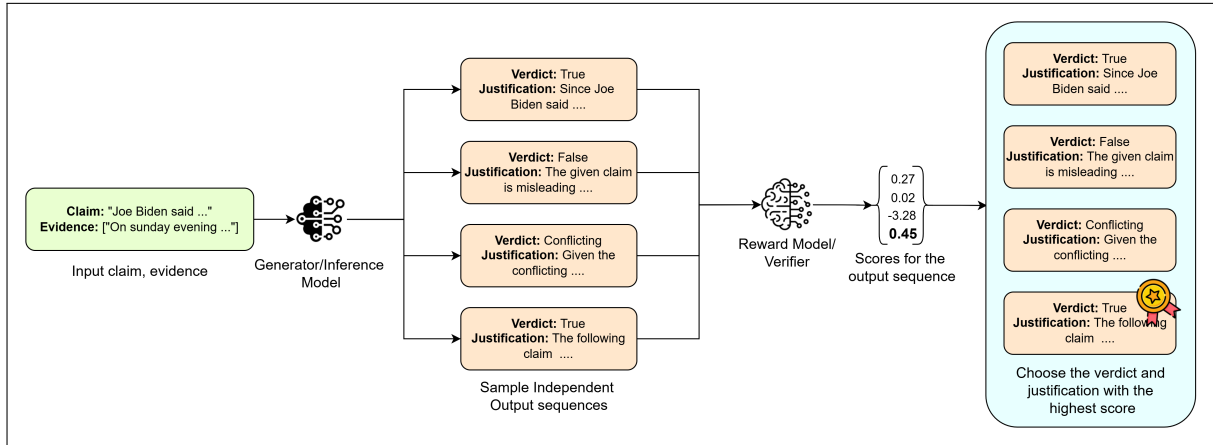 Claim: "Joe Biden said ..."
Evidence: ["On sunday evening ..."]
Input claim, evidence
Generator/Inference
Model
Verdict: True
Justification: Since Joe
Biden said ....
Verdict: False
Justification: The given claim
is misleading ....
Verdict: Conflicting
Justification: Given the
conflicting ....
Verdict: True
Justification: The following
claim ....
Sample Independent
Output sequences
Reward Model/
Verifier
0.27
0.02
-3.28
0.45
Scores for the
output sequence
Verdict: True
Justification: Since Joe
Biden said ....
Verdict: False
Justification: The given claim
is misleading ....
Verdict: Conflicting
Justification: Given the
conflicting ....
Verdict: True
Justification: The following
claim ....
Choose the verdict and
justification with the
highest score